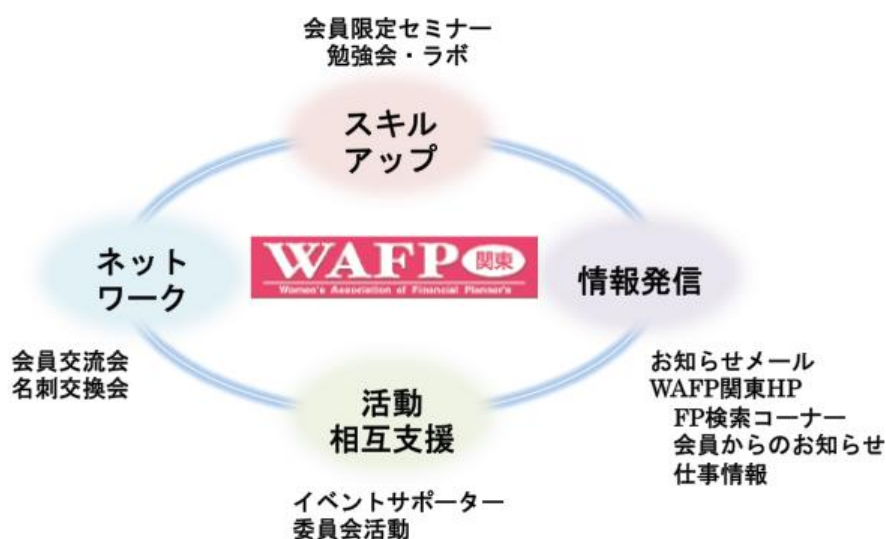 会員限定セミナー
勉強会・ラボ
スキル
アップ
ネット
ワーク
WAFP関東
Women's Association of Financial Planner's
情報発信
会員交流会
名刺交換会
活動
相互支援
お知らせメール
WAFP関東HP
FP検索コーナー
会員からのお知らせ
仕事情報
イベントサポーター
委員会活動